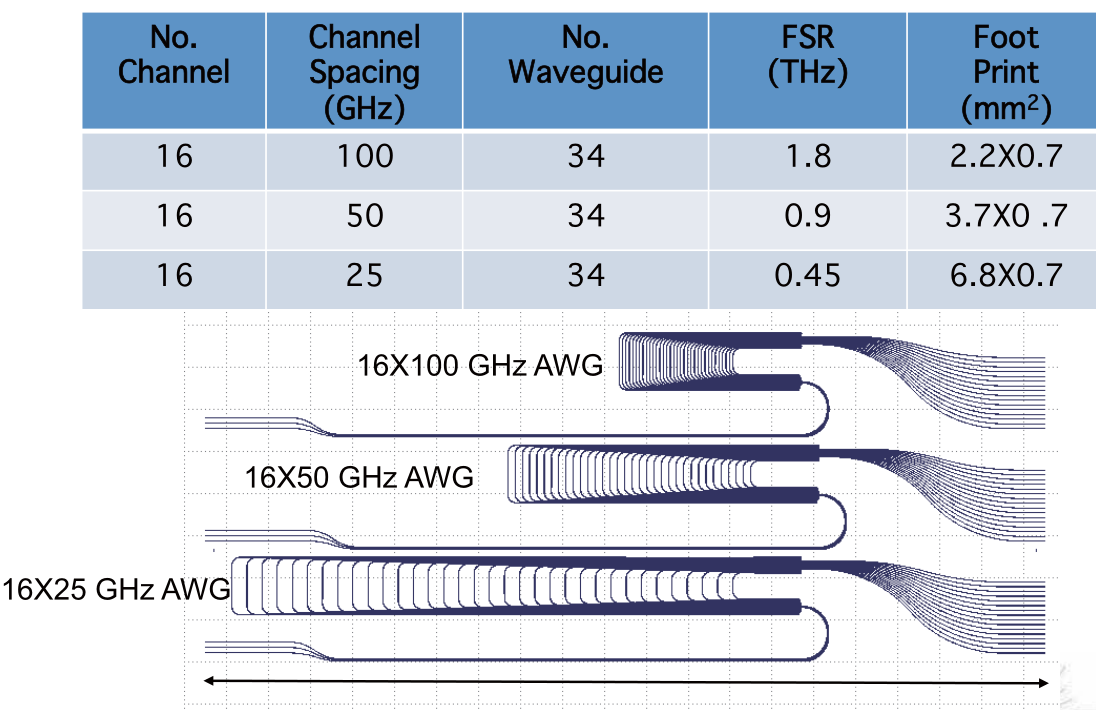 No. Channel
Channel Spacing (GHz)
No. Waveguide
FSR (THz)
Foot Print (mm²)
16 100 34 1.8 2.2X0.7
16 50 34 0.9 3.7X0 .7
16 25 34 0.45 6.8X0.7
16X100 GHz AWG
16X50 GHz AWG
16X25 GHz AWG